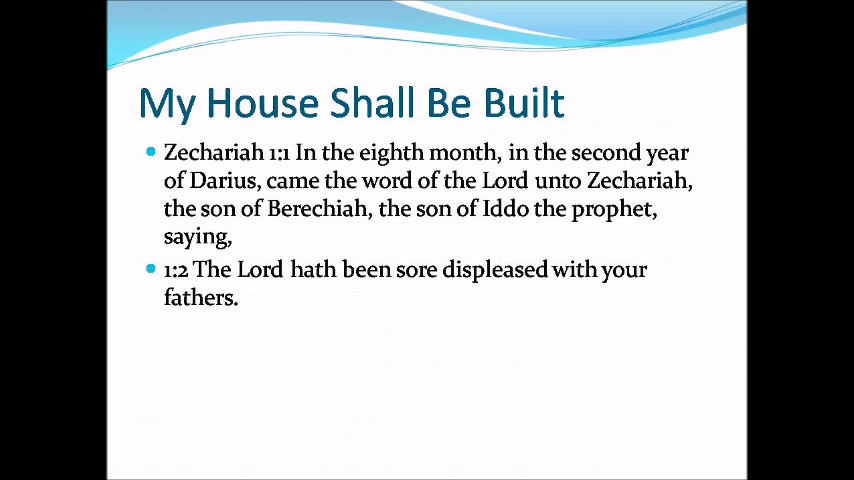 My House Shall Be Built
• Zechariah 1:1 In the eighth month, in the second year
of Darius, came the word of the Lord unto Zechariah,
the son of Berechiah, the son of Iddo the prophet,
saying,
• 1:2 The Lord hath been sore displeased with your
fathers.